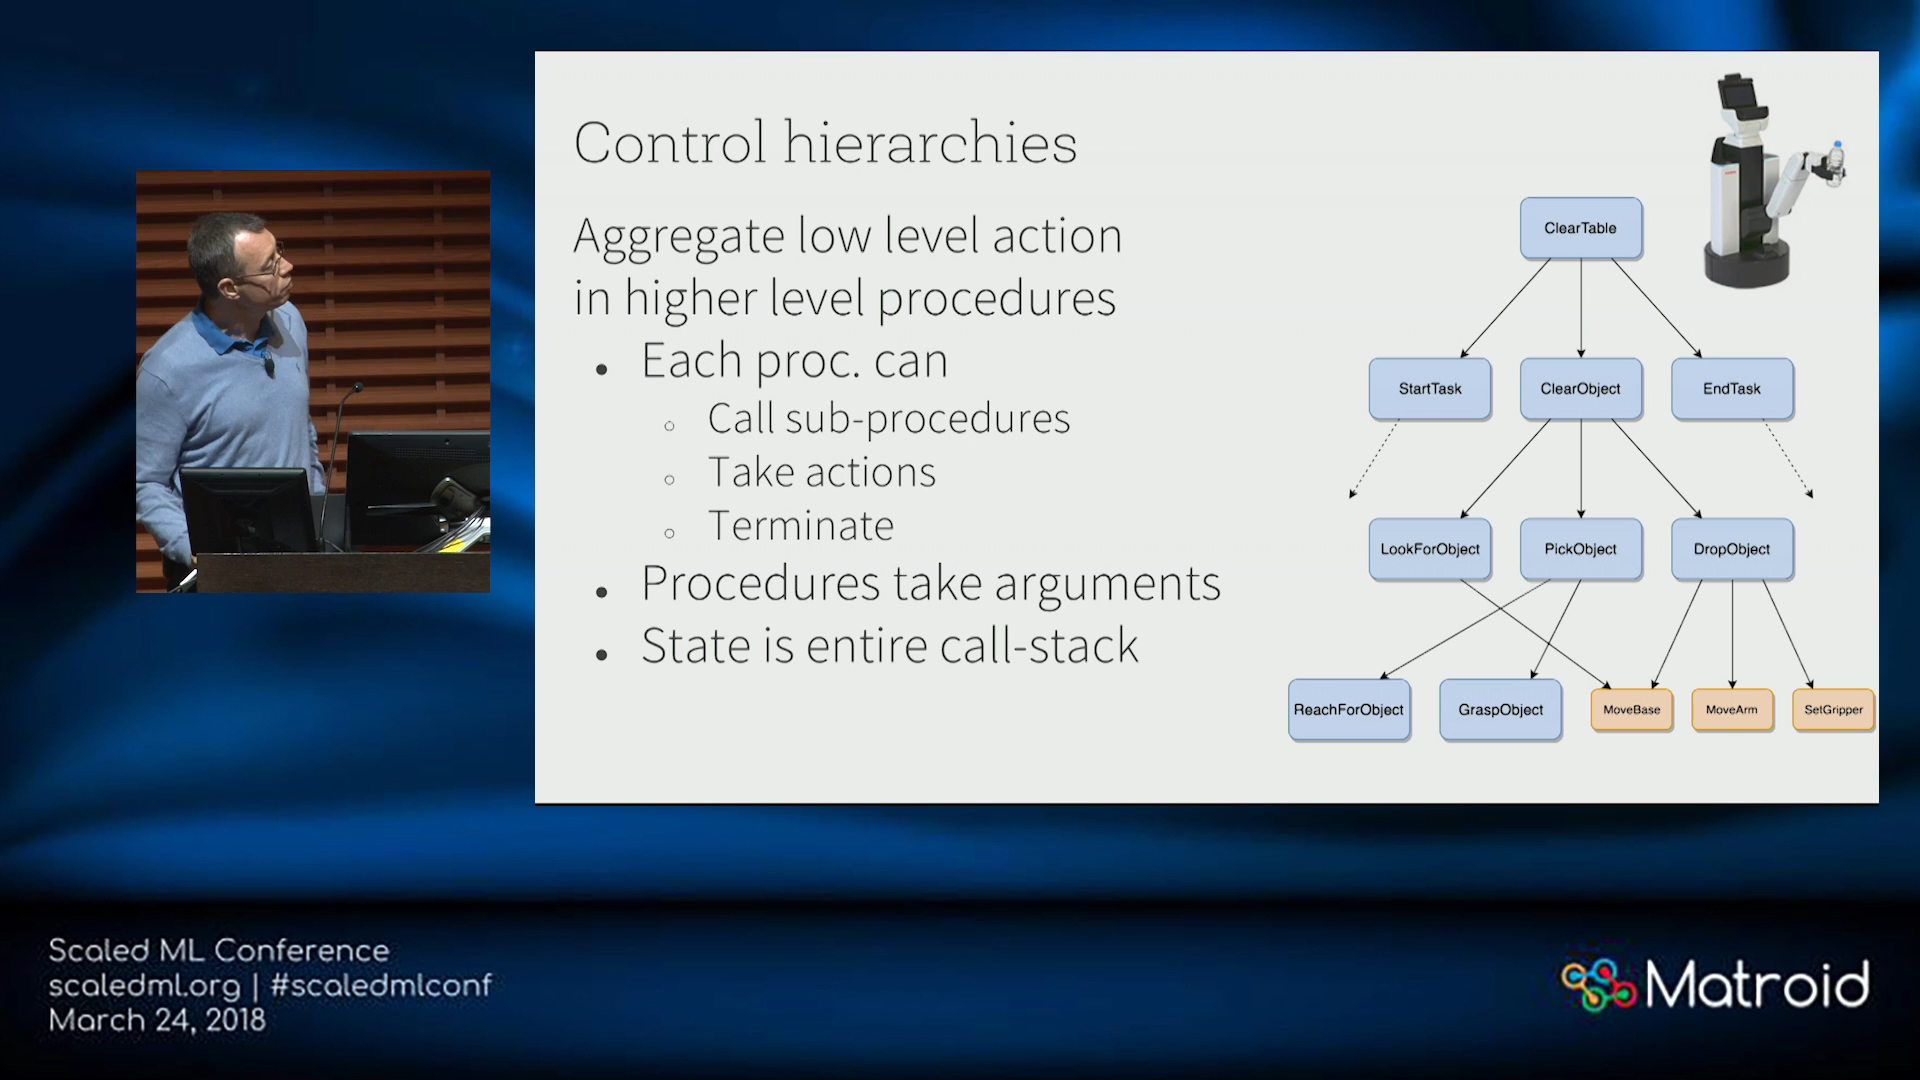 Control hierarchies
Aggregate low level action
in higher level procedures
Each proc. can
Call sub-procedures
Take actions
Terminate
Procedures take arguments
State is entire call-stack
ClearTable
StartTask
ClearObject
EndTask
LookForObject
PickObject
DropObject
ReachForObject
GraspObject
MoveBase
MoveArm
SetGripper
Scaled ML Conference
scaledml.org | #scaledmlconf
March 24, 2018
Matroid